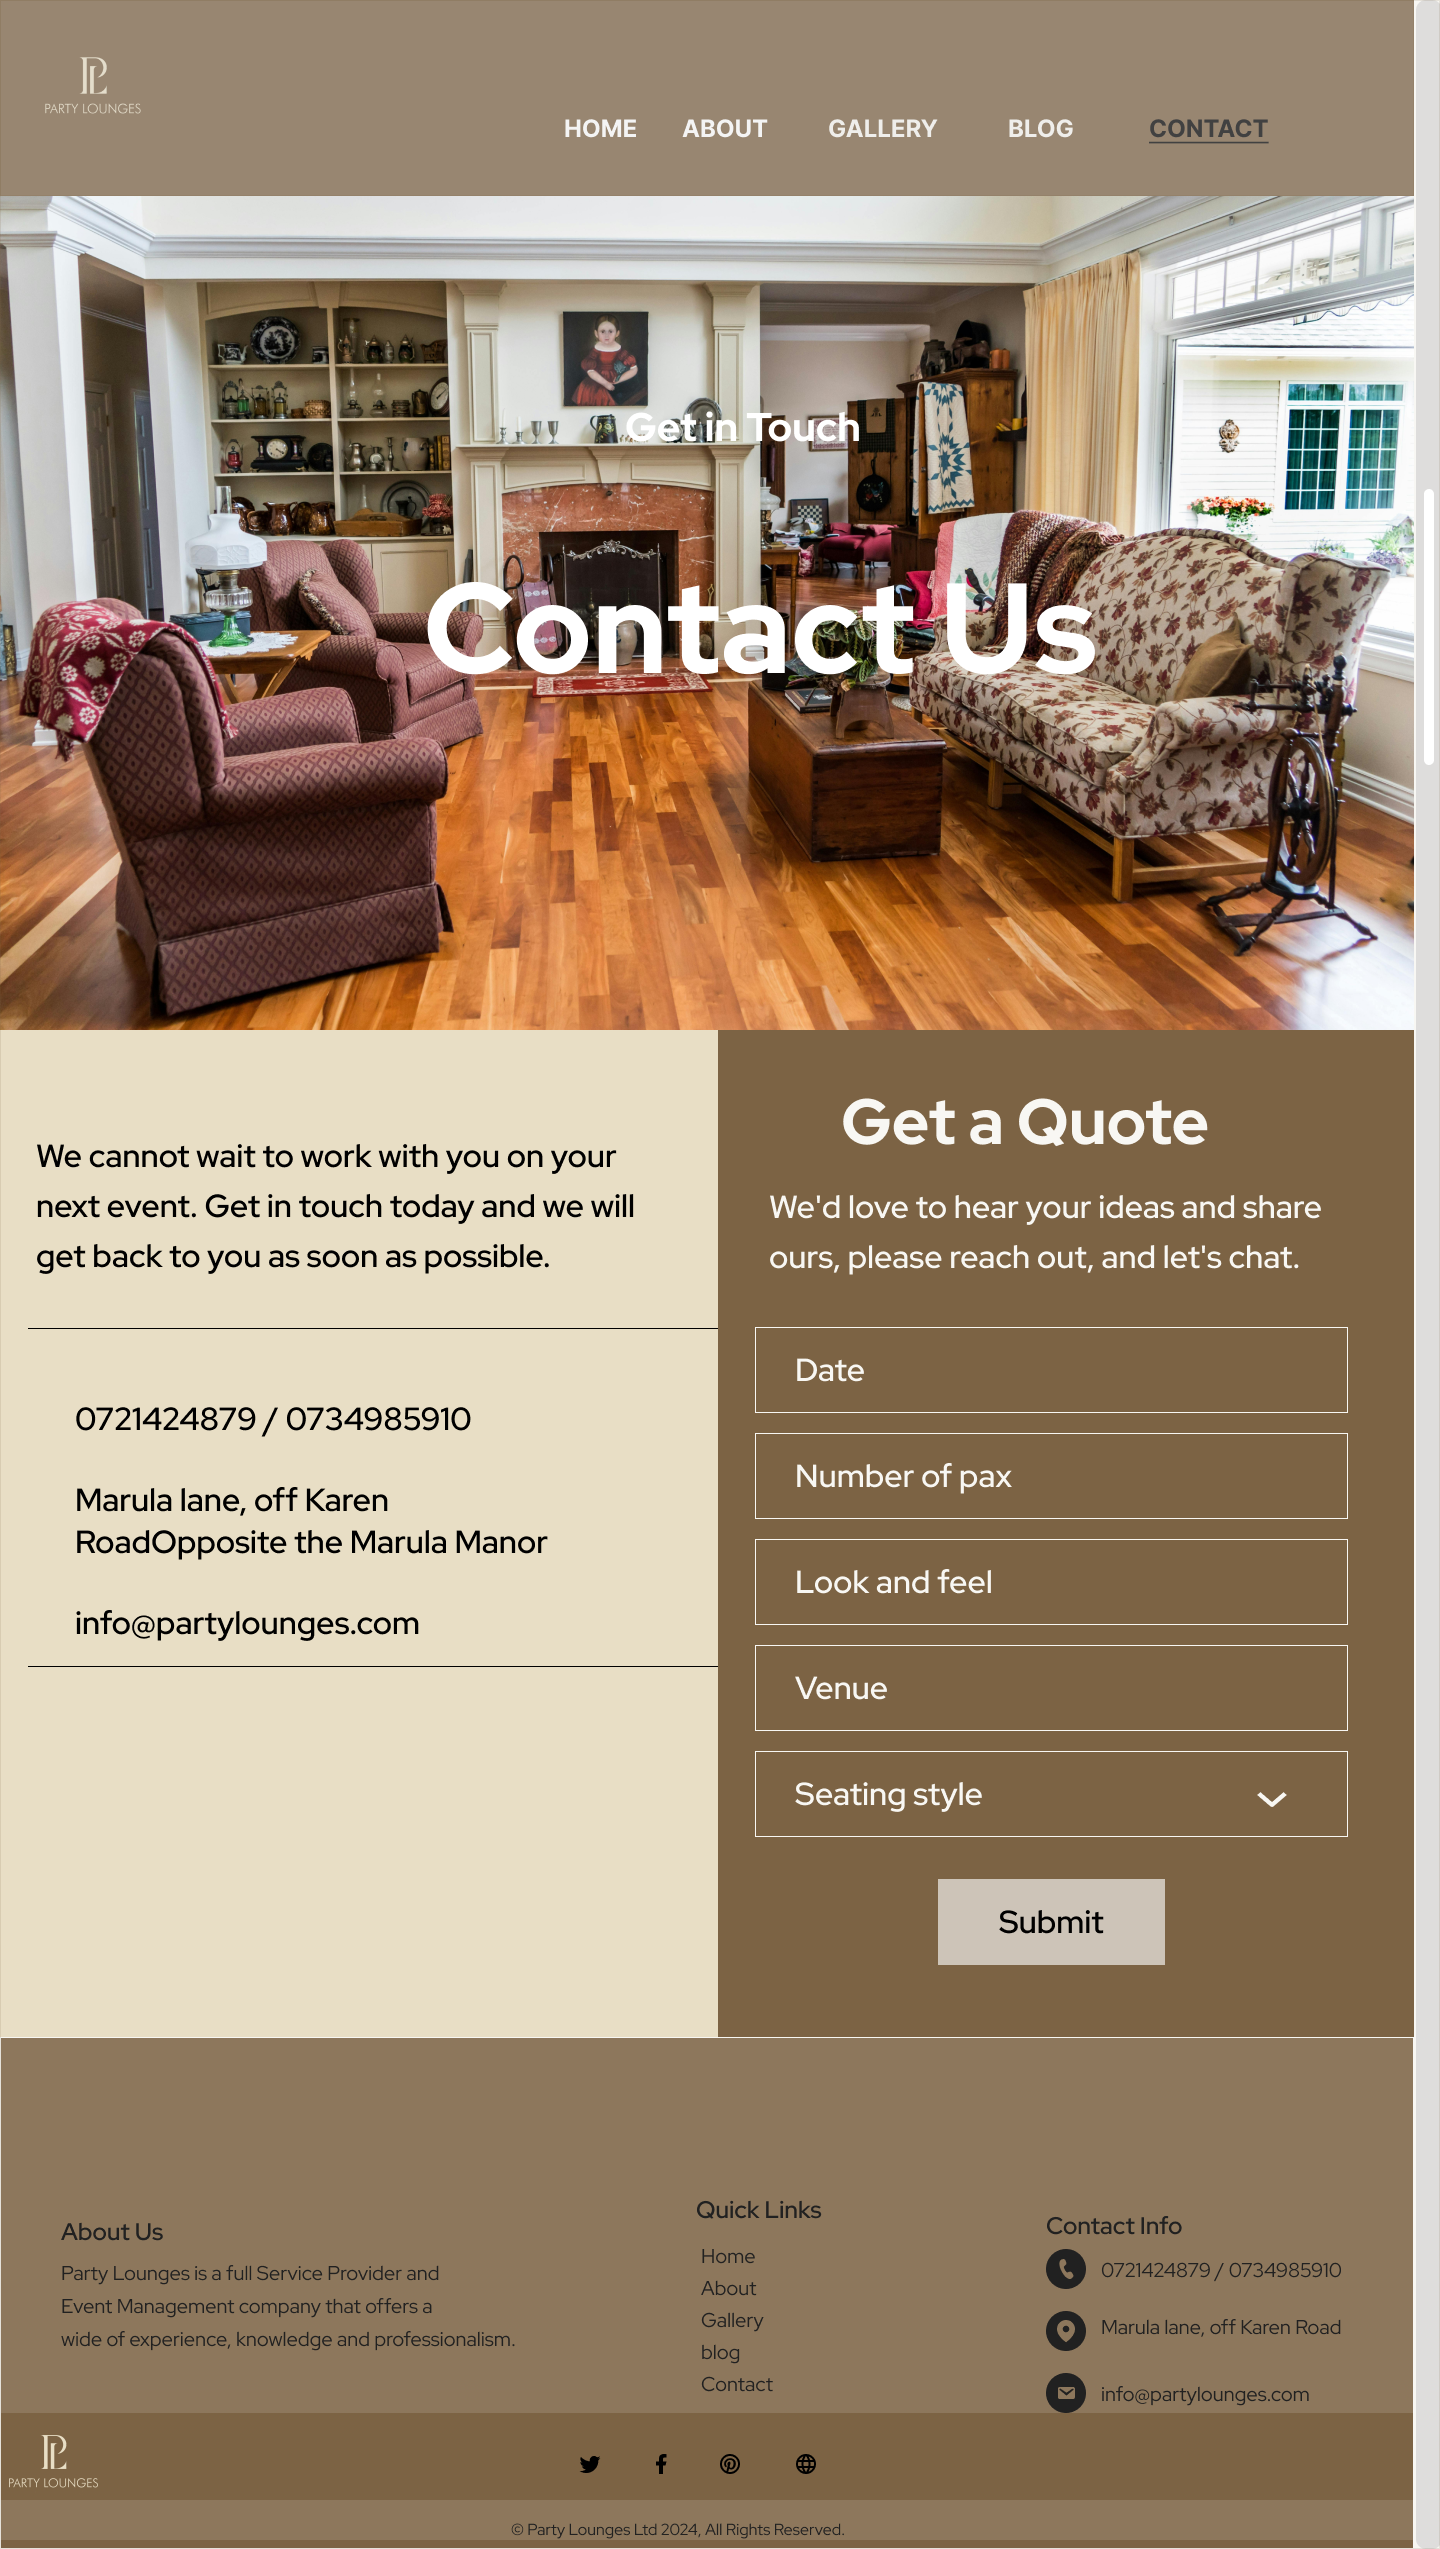 PL
PARTY LOUNGES
HOME ABOUT GALLERY BLOG CONTACT
Get in Touch
Contact Us
We cannot wait to work with you on your
next event. Get in touch today and we will
get back to you as soon as possible.
0721424879 / 0734985910
Marula lane, off Karen
RoadOpposite the Marula Manor
info@partylounges.com
Get a Quote
We'd love to hear your ideas and share
ours, please reach out, and let's chat.
Date
Number of pax
Look and feel
Venue
Seating style
Submit
About Us
Party Lounges is a full Service Provider and
Event Management company that offers a
wide of experience, knowledge and professionalism.
Quick Links
Home
About
Gallery
blog
Contact
Contact Info
0721424879 / 0734985910
Marula lane, off Karen Road
info@partylounges.com
PL
PARTY LOUNGES
© Party Lounges Ltd 2024, All Rights Reserved.